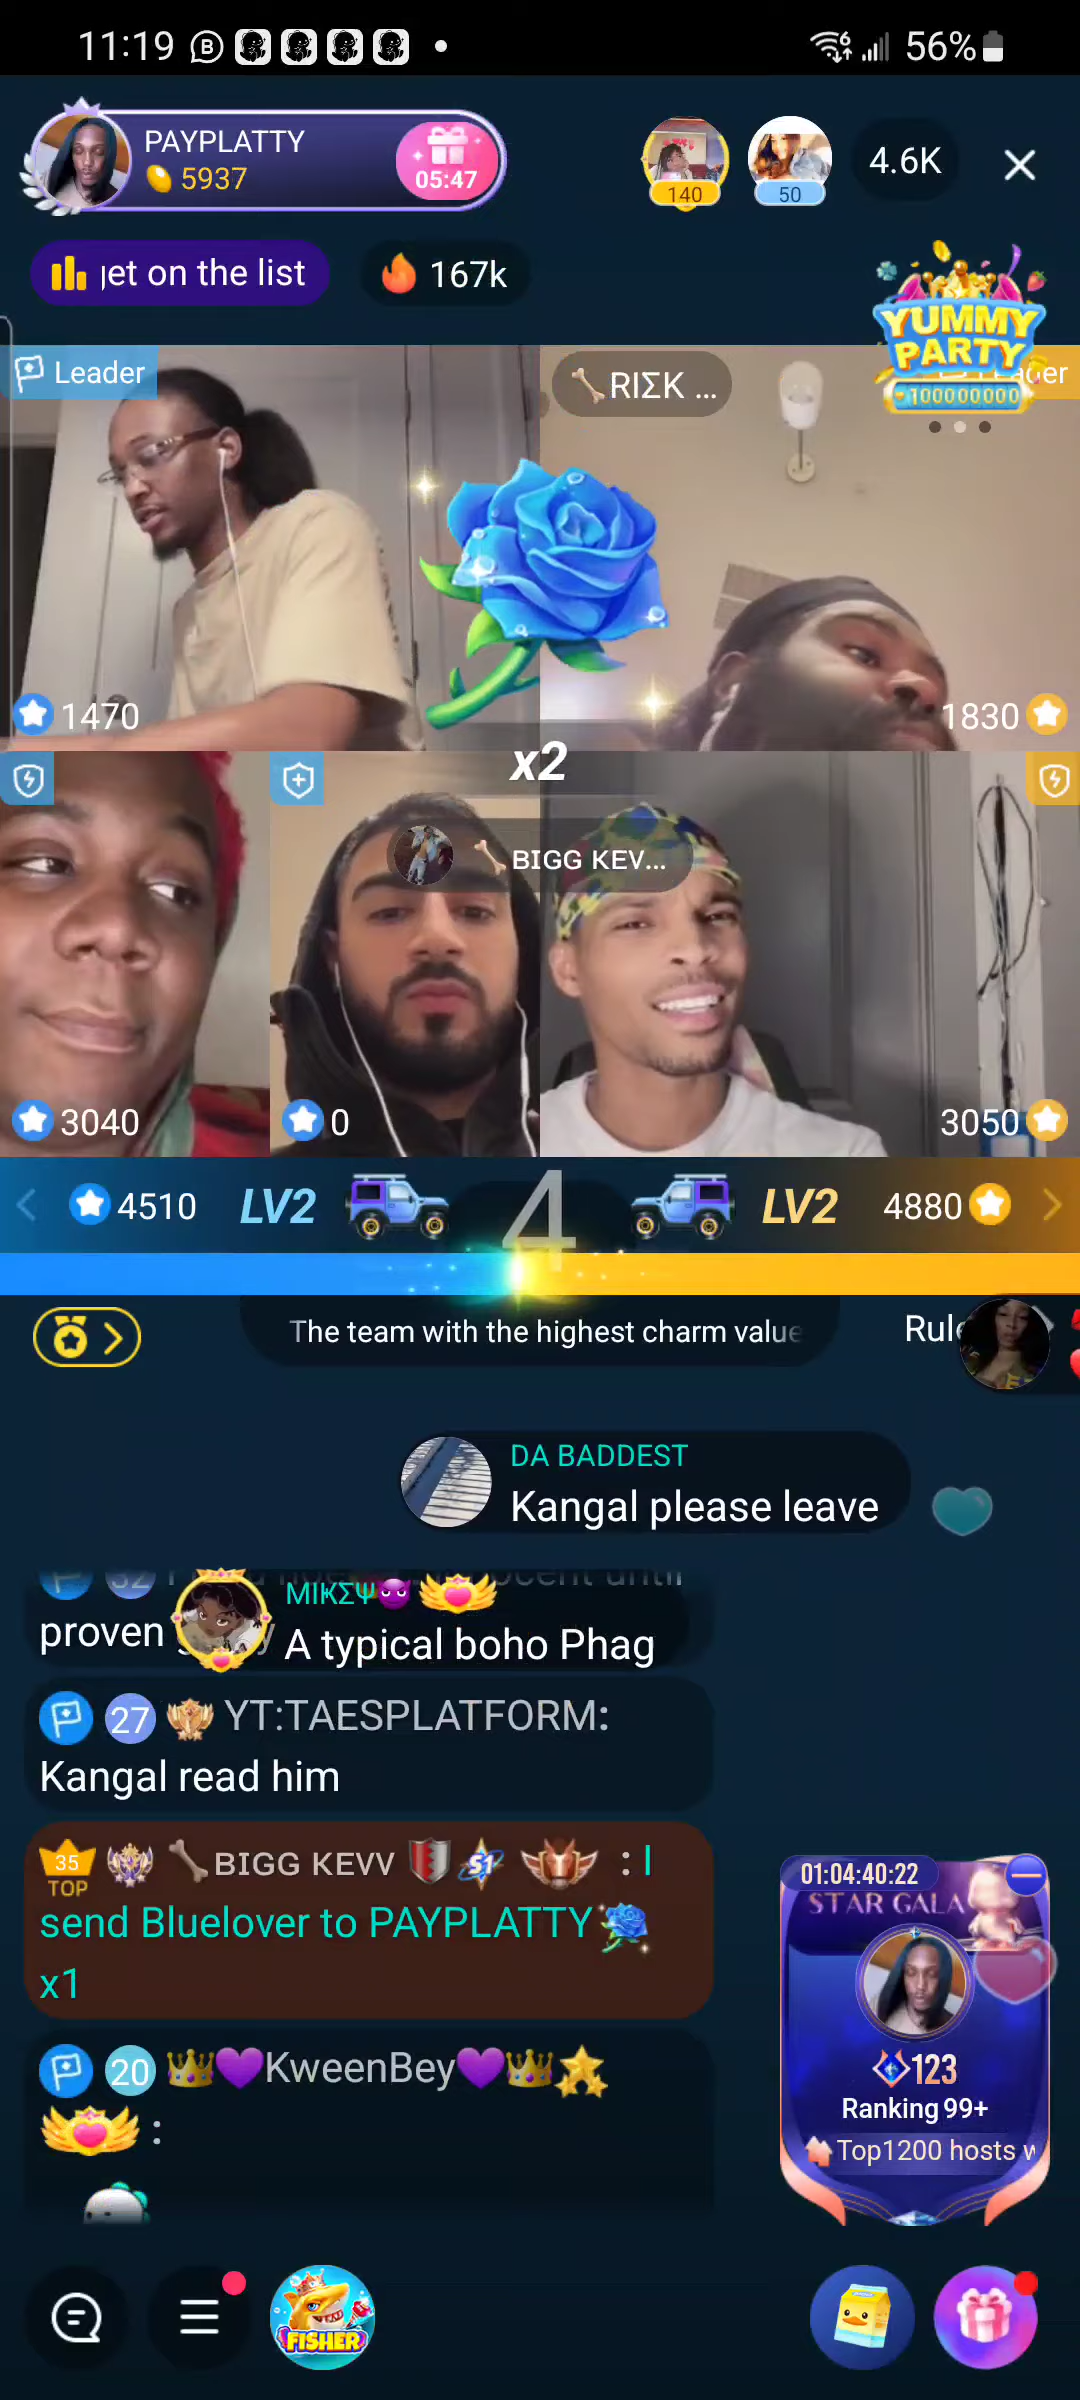 11:19
56%
PAYPLATTY
5937
05:47
140
50
4.6K
get on the list
167k
YUMMY
PARTY
100000000
Leader
RIΣK ...
1470
1830
x2
BIGG KEV...
3040
0
3050
4510
LV2
4
LV2
4880
The team with the highest charm value
DA BADDEST
Kangal please leave
MIKΣΨ
A typical boho Phag
proven
27
YT:TAESPLATFORM:
Kangal read him
35
TOP
BIGG KEVV
S1
: I
send Bluelover to PAYPLATTY
x1
20
KweenBey
:
01:04:40:22
STAR GALA
123
Ranking 99+
Top1200 hosts w
FISHER